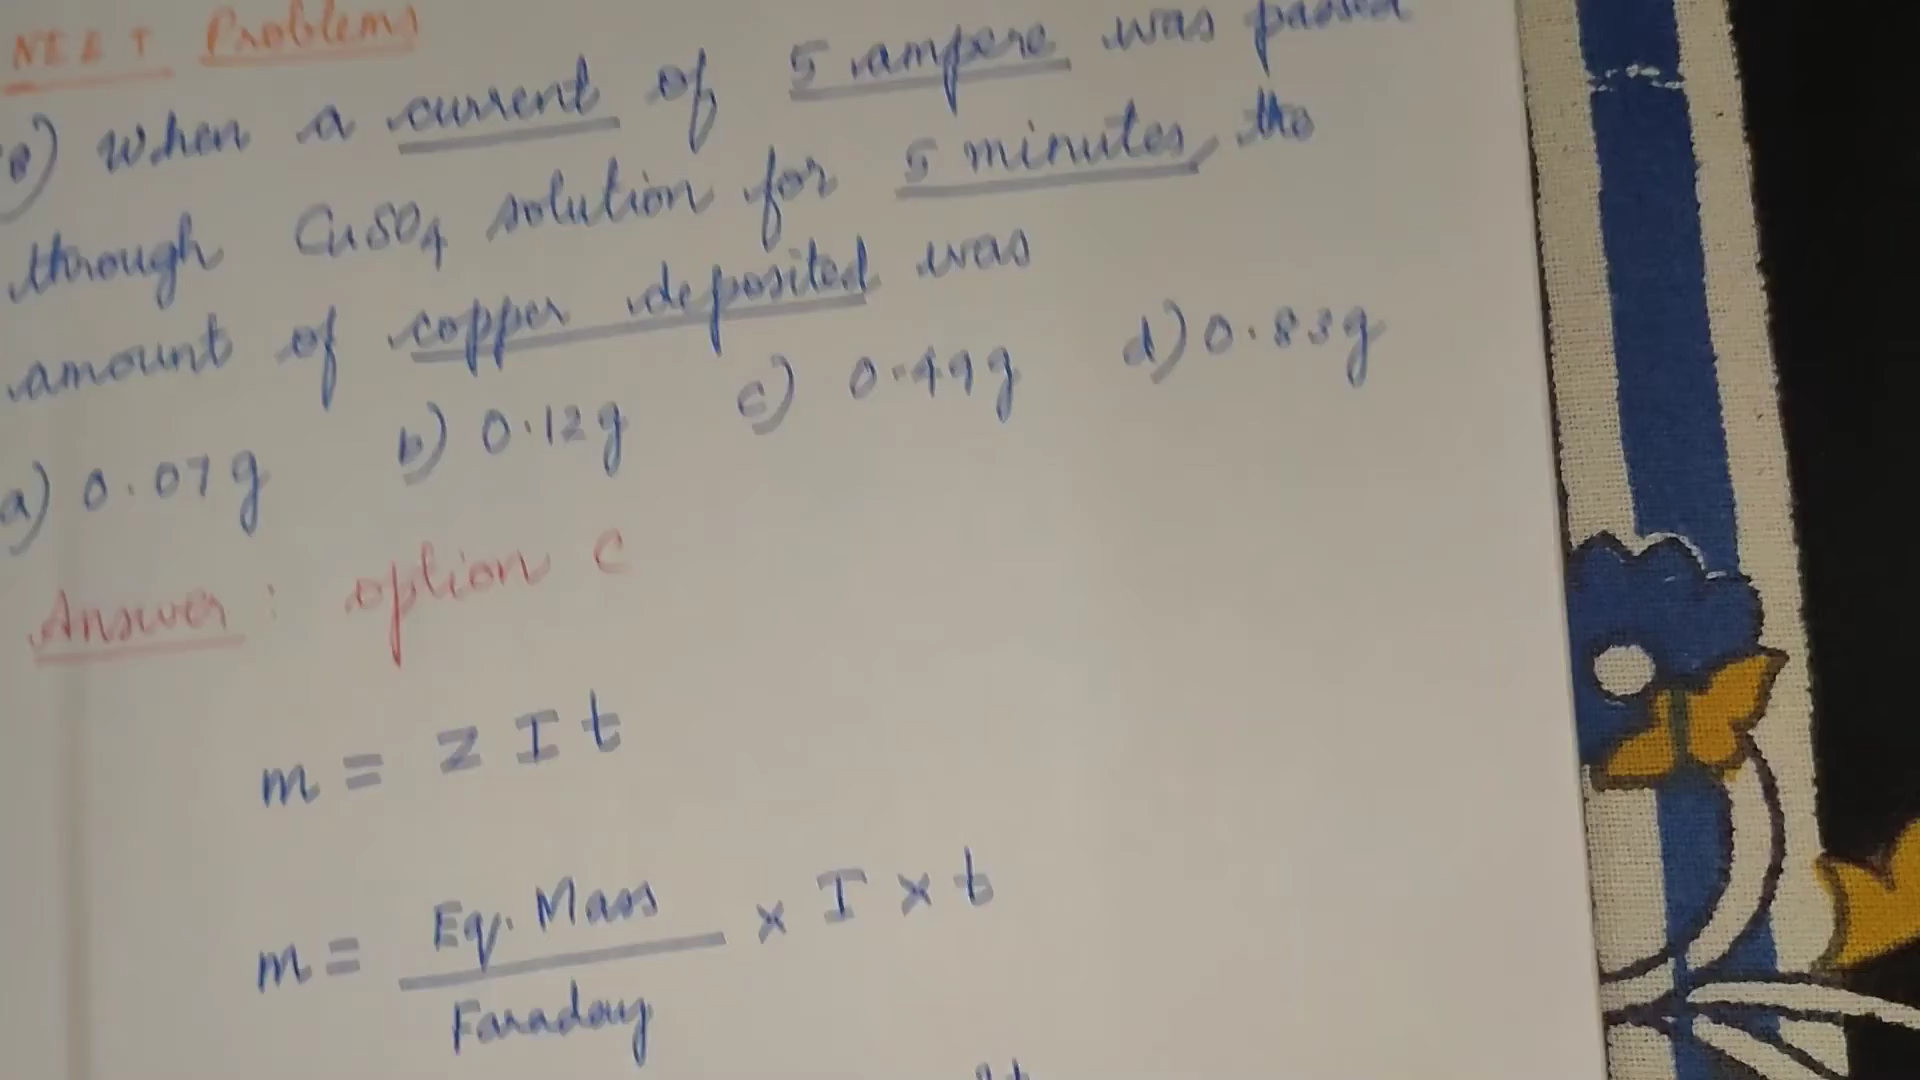 NEET Problems
) When a current of 5 ampere was passed
through CuSO4 solution for 5 minutes, the
amount of copper deposited was
a) 0.07g b) 0.12g c) 0.49g d) 0.83g
Answer: option C
m = Z I t
m = Eq. Mass / Faraday × I × t